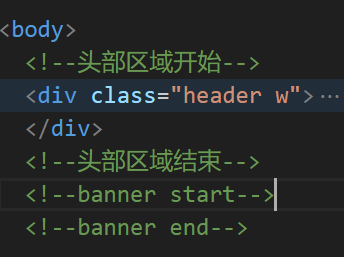 <body>
<!--头部区域开始-->
<div class="header w">…
</div>
<!--头部区域结束-->
<!--banner start-->
<!--banner end-->